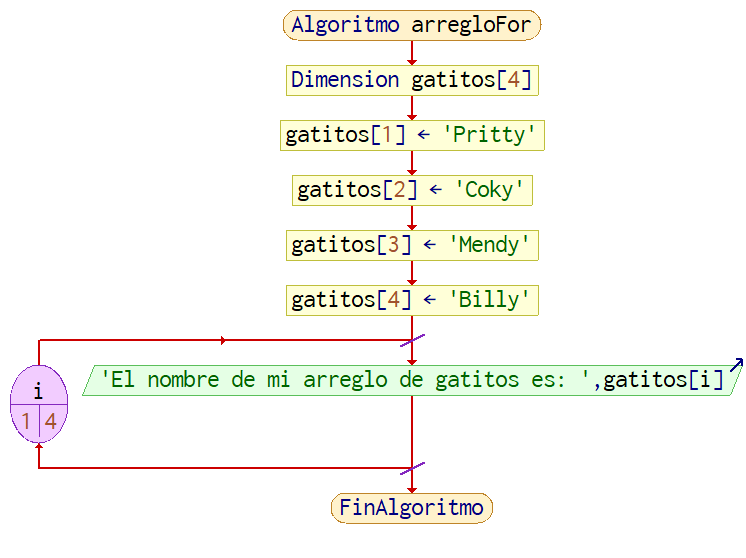 Algoritmo arregloFor
Dimension gatitos[4]
gatitos[1] ← 'Pritty'
gatitos[2] ← 'Coky'
gatitos[3] ← 'Mendy'
gatitos[4] ← 'Billy'
'El nombre de mi arreglo de gatitos es: ',gatitos[i]
i
1 4
FinAlgoritmo